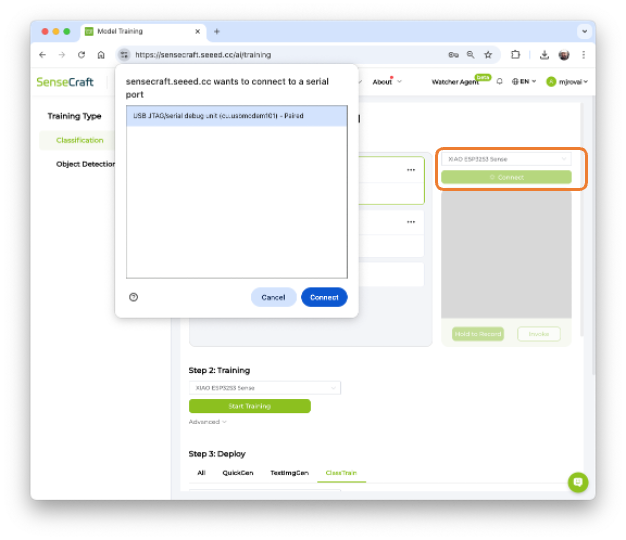 Model Training
https://sensecraft.seeed.cc/ai/training
SenseCraft
About
Watcher Agent
beta
EN
mjrovai
sensecraft.seeed.cc wants to connect to a serial
port
USB JTAG/serial debug unit (cu.usbmodem101) – Paired
Cancel
Connect
Training Type
Classification
Object Detection
XIAO ESP32S3 Sense
Connect
Hold to Record
Invoke
Step 2: Training
XIAO ESP32S3 Sense
Start Training
Advanced
Step 3: Deploy
All QuickGen TextImgGen ClassTrain